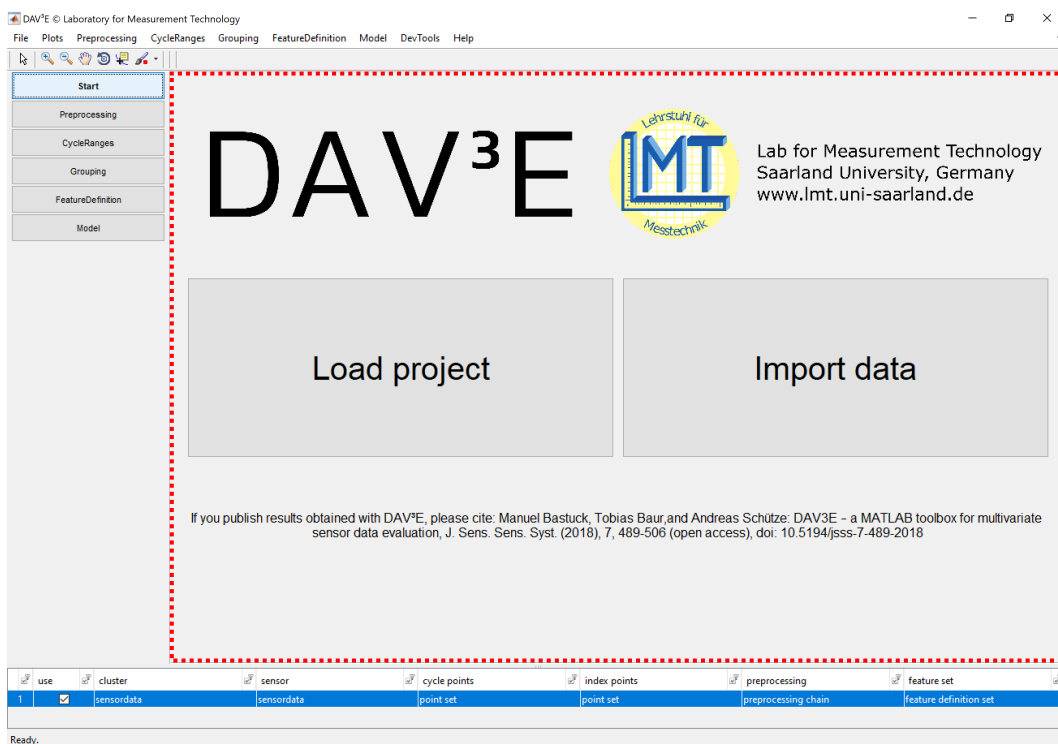 DAV³E © Laboratory for Measurement Technology
File Plots Preprocessing CycleRanges Grouping FeatureDefinition Model DevTools Help
Start
Preprocessing
CycleRanges
Grouping
FeatureDefinition
Model
DAV³E
Lehrstuhl für
LMT
Messtechnik
Lab for Measurement Technology
Saarland University, Germany
www.lmt.uni-saarland.de
Load project
Import data
If you publish results obtained with DAV³E, please cite: Manuel Bastuck, Tobias Baur,and Andreas Schütze: DAV3E – a MATLAB toolbox for multivariate
sensor data evaluation, J. Sens. Sens. Syst. (2018), 7, 489-506 (open access), doi: 10.5194/jsss-7-489-2018
use cluster sensor cycle points index points preprocessing feature set
1 sensordata sensordata point set point set preprocessing chain feature definition set
Ready.